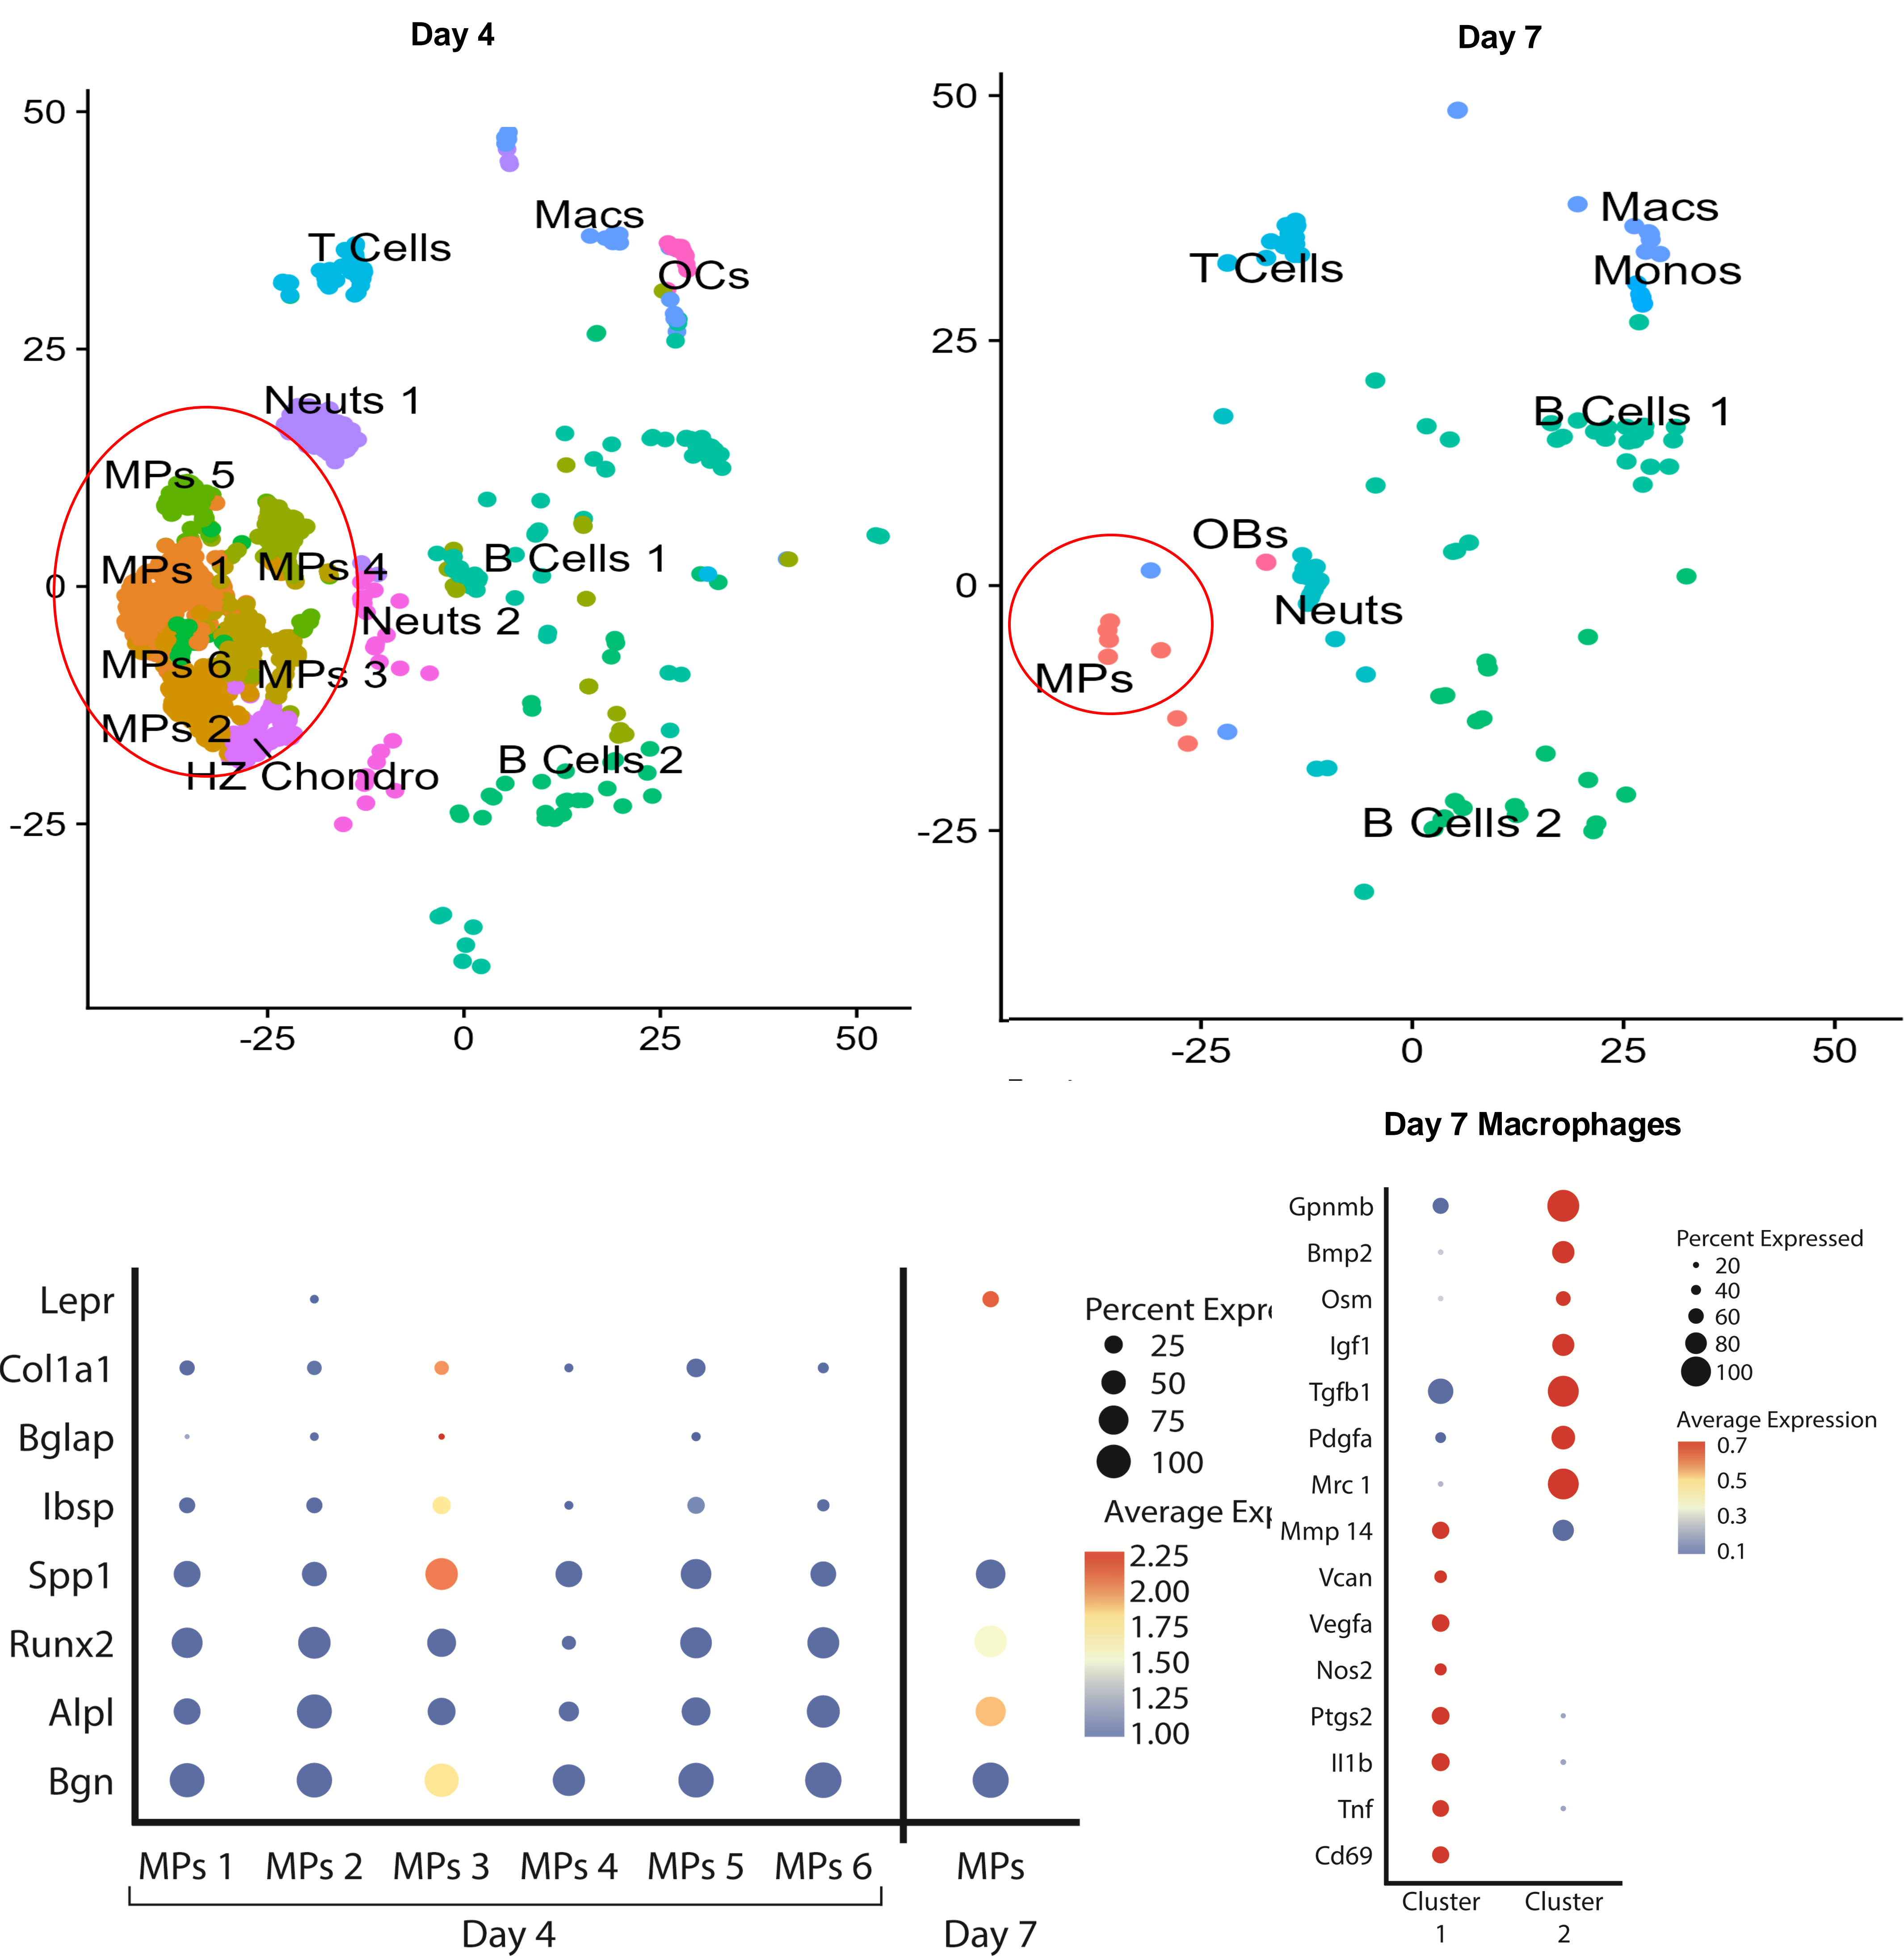 Day 4
50
25
0
-25
-25
0
25
50
Macs
T Cells
OCs
Neuts 1
MPs 5
MPs 1
MPs 4
B Cells 1
Neuts 2
MPs 6
MPs 3
MPs 2
B Cells 2
HZ Chondro
Day 7
50
25
0
-25
-25
0
25
50
Macs
T Cells
Monos
B Cells 1
OBs
Neuts
MPs
B Cells 2
Lepr
Col1a1
Bglap
Ibsp
Spp1
Runx2
Alpl
Bgn
MPs 1
MPs 2
MPs 3
MPs 4
MPs 5
MPs 6
MPs
Day 4
Day 7
Percent Expr
25
50
75
100
Average Exp
2.25
2.00
1.75
1.50
1.25
1.00
Day 7 Macrophages
Gpnmb
Bmp2
Osm
Igf1
Tgfb1
Pdgfa
Mrc 1
Mmp 14
Vcan
Vegfa
Nos2
Ptgs2
Il1b
Tnf
Cd69
Cluster
1
Cluster
2
Percent Expressed
20
40
60
80
100
Average Expression
0.7
0.5
0.3
0.1